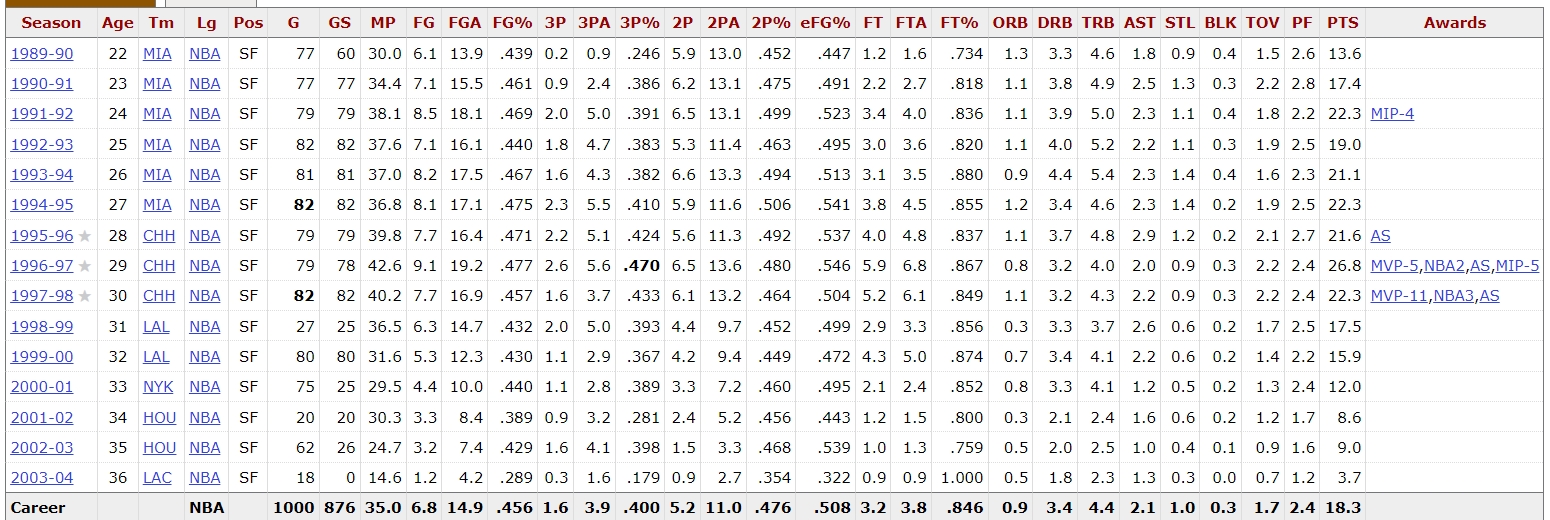 Season Age Tm Lg Pos G GS MP FG FGA FG% 3P 3PA 3P% 2P 2PA 2P% eFG% FT FTA FT% ORB DRB TRB AST STL BLK TOV PF PTS Awards
1989-90 22 MIA NBA SF 77 60 30.0 6.1 13.9 .439 0.2 0.9 .246 5.9 13.0 .452 .447 1.2 1.6 .734 1.3 3.3 4.6 1.8 0.9 0.4 1.5 2.6 13.6
1990-91 23 MIA NBA SF 77 77 34.4 7.1 15.5 .461 0.9 2.4 .386 6.2 13.1 .475 .491 2.2 2.7 .818 1.1 3.8 4.9 2.5 1.3 0.3 2.2 2.8 17.4
1991-92 24 MIA NBA SF 79 79 38.1 8.5 18.1 .469 2.0 5.0 .391 6.5 13.1 .499 .523 3.4 4.0 .836 1.1 3.9 5.0 2.3 1.1 0.4 1.8 2.2 22.3 MIP-4
1992-93 25 MIA NBA SF 82 82 37.6 7.1 16.1 .440 1.8 4.7 .383 5.3 11.4 .463 .495 3.0 3.6 .820 1.1 4.0 5.2 2.2 1.1 0.3 1.9 2.5 19.0
1993-94 26 MIA NBA SF 81 81 37.0 8.2 17.5 .467 1.6 4.3 .382 6.6 13.3 .494 .513 3.1 3.5 .880 0.9 4.4 5.4 2.3 1.4 0.4 1.6 2.3 21.1
1994-95 27 MIA NBA SF 82 82 36.8 8.1 17.1 .475 2.3 5.5 .410 5.9 11.6 .506 .541 3.8 4.5 .855 1.2 3.4 4.6 2.3 1.4 0.2 1.9 2.5 22.3
1995-96 ★ 28 CHH NBA SF 79 79 39.8 7.7 16.4 .471 2.2 5.1 .424 5.6 11.3 .492 .537 4.0 4.8 .837 1.1 3.7 4.8 2.9 1.2 0.2 2.1 2.7 21.6 AS
1996-97 ★ 29 CHH NBA SF 79 78 42.6 9.1 19.2 .477 2.6 5.6 .470 6.5 13.6 .480 .546 5.9 6.8 .867 0.8 3.2 4.0 2.0 0.9 0.3 2.2 2.4 26.8 MVP-5,NBA2,AS,MIP-5
1997-98 ★ 30 CHH NBA SF 82 82 40.2 7.7 16.9 .457 1.6 3.7 .433 6.1 13.2 .464 .504 5.2 6.1 .849 1.1 3.2 4.3 2.2 0.9 0.3 2.2 2.4 22.3 MVP-11,NBA3,AS
1998-99 31 LAL NBA SF 27 25 36.5 6.3 14.7 .432 2.0 5.0 .393 4.4 9.7 .452 .499 2.9 3.3 .856 0.3 3.3 3.7 2.6 0.6 0.2 1.7 2.5 17.5
1999-00 32 LAL NBA SF 80 80 31.6 5.3 12.3 .430 1.1 2.9 .367 4.2 9.4 .449 .472 4.3 5.0 .874 0.7 3.4 4.1 2.2 0.6 0.2 1.4 2.2 15.9
2000-01 33 NYK NBA SF 75 25 29.5 4.4 10.0 .440 1.1 2.8 .389 3.3 7.2 .460 .495 2.1 2.4 .852 0.8 3.3 4.1 1.2 0.5 0.2 1.3 2.4 12.0
2001-02 34 HOU NBA SF 20 20 30.3 3.3 8.4 .389 0.9 3.2 .281 2.4 5.2 .456 .443 1.2 1.5 .800 0.3 2.1 2.4 1.6 0.6 0.2 1.2 1.7 8.6
2002-03 35 HOU NBA SF 62 26 24.7 3.2 7.4 .429 1.6 4.1 .398 1.5 3.3 .468 .539 1.0 1.3 .759 0.5 2.0 2.5 1.0 0.4 0.1 0.9 1.6 9.0
2003-04 36 LAC NBA SF 18 0 14.6 1.2 4.2 .289 0.3 1.6 .179 0.9 2.7 .354 .322 0.9 0.9 1.000 0.5 1.8 2.3 1.3 0.3 0.0 0.7 1.2 3.7
Career NBA 1000 876 35.0 6.8 14.9 .456 1.6 3.9 .400 5.2 11.0 .476 .508 3.2 3.8 .846 0.9 3.4 4.4 2.1 1.0 0.3 1.7 2.4 18.3